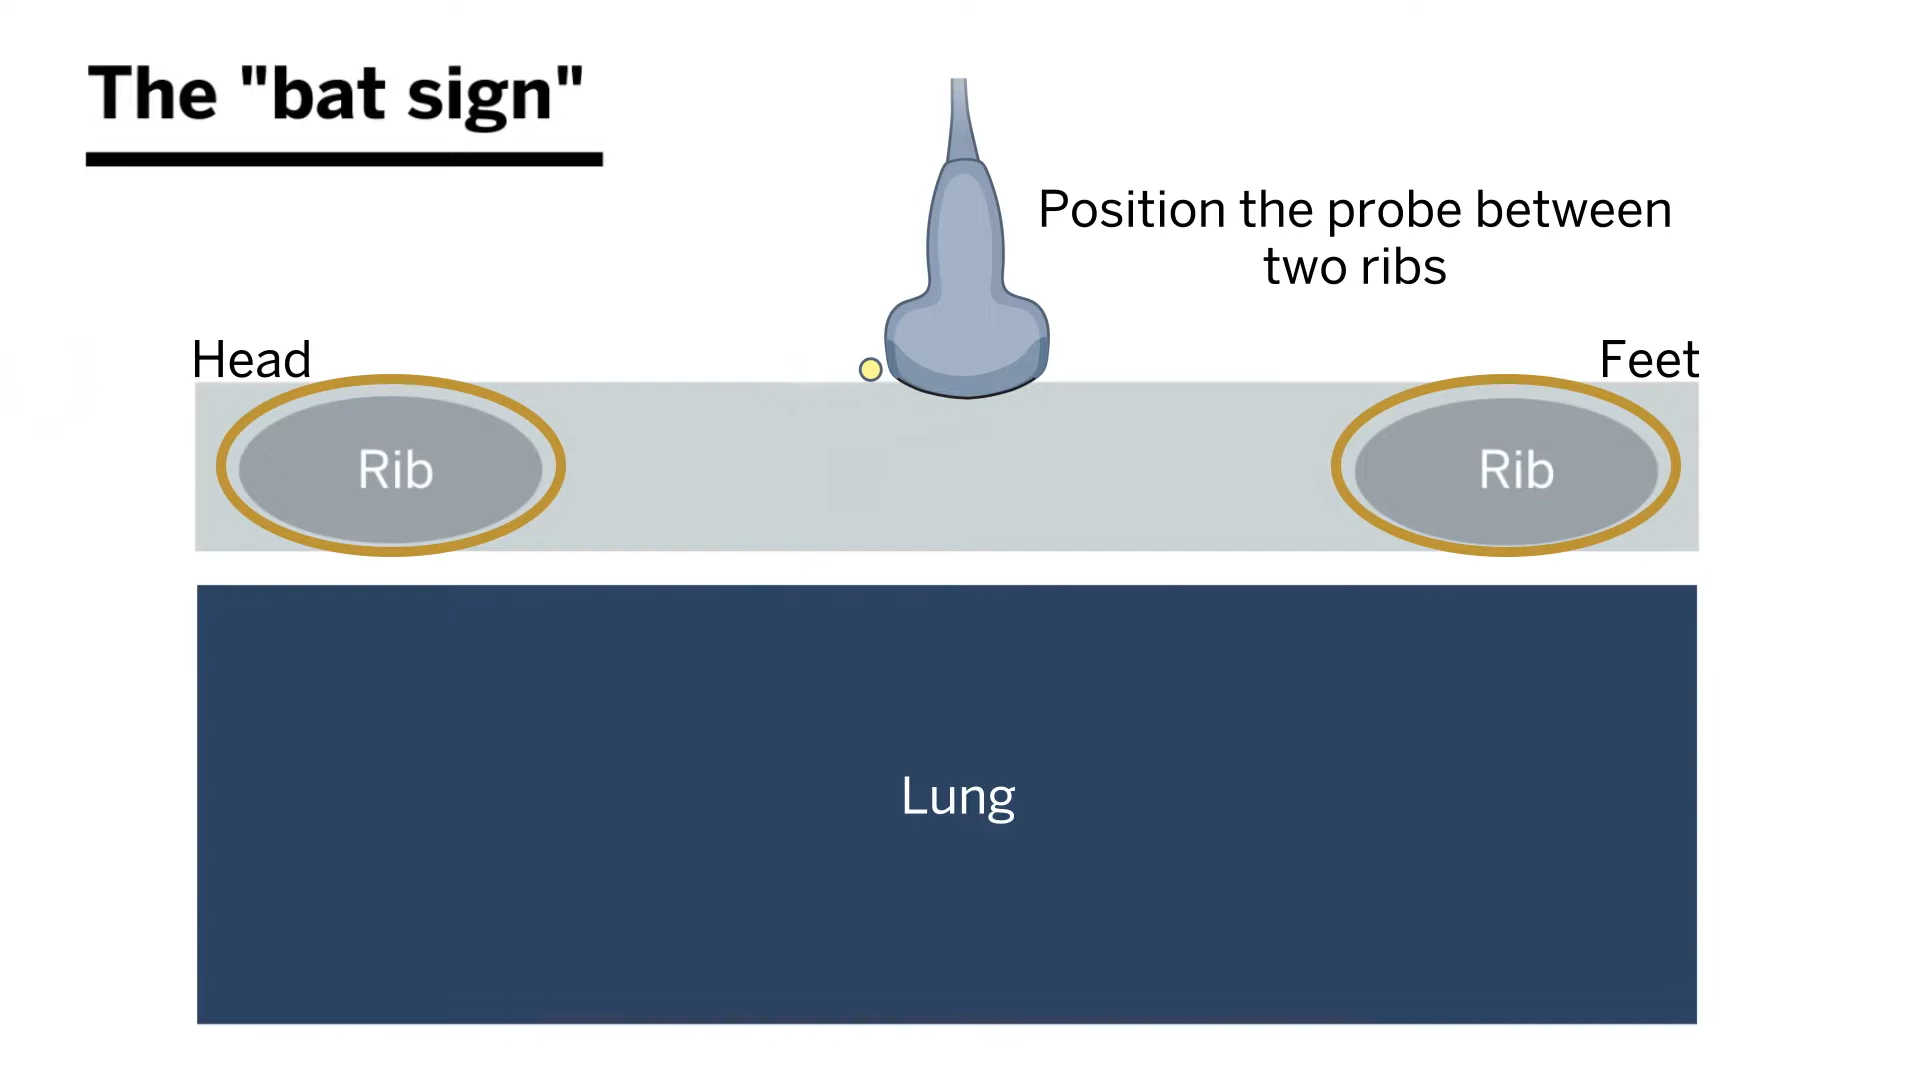 The "bat sign"
Position the probe between
two ribs
Head
Feet
Rib
Rib
Lung